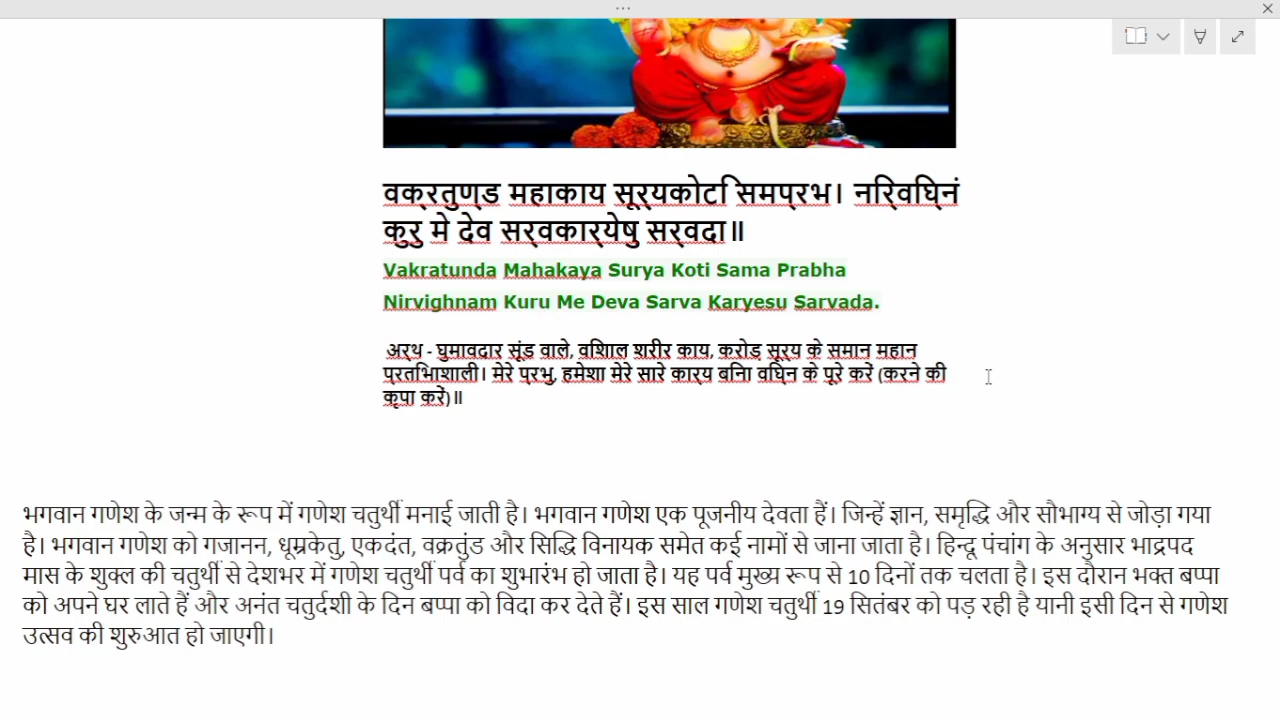 वक्रतुण्ड महाकाय सूर्यकोटि समप्रभ। निर्विघ्नं
कुरु मे देव सर्वकार्येषु सर्वदा॥
Vakratunda Mahakaya Surya Koti Sama Prabha
Nirvighnam Kuru Me Deva Sarva Karyesu Sarvada.
अर्थ - घुमावदार सूंड वाले, विशाल शरीर काय, करोड़ सूर्य के समान महान
प्रतिभाशाली। मेरे प्रभु, हमेशा मेरे सारे कार्य बिना विघ्न के पूरे करें (करने की
कृपा करें)॥
भगवान गणेश के जन्म के रूप में गणेश चतुर्थी मनाई जाती है। भगवान गणेश एक पूजनीय देवता हैं। जिन्हें ज्ञान, समृद्धि और सौभाग्य से जोड़ा गया
है। भगवान गणेश को गजानन, धूम्रकेतु, एकदंत, वक्रतुंड और सिद्धि विनायक समेत कई नामों से जाना जाता है। हिन्दू पंचांग के अनुसार भाद्रपद
मास के शुक्ल की चतुर्थी से देशभर में गणेश चतुर्थी पर्व का शुभारंभ हो जाता है। यह पर्व मुख्य रूप से 10 दिनों तक चलता है। इस दौरान भक्त बप्पा
को अपने घर लाते हैं और अनंत चतुर्दशी के दिन बप्पा को विदा कर देते हैं। इस साल गणेश चतुर्थी 19 सितंबर को पड़ रही है यानी इसी दिन से गणेश
उत्सव की शुरुआत हो जाएगी।